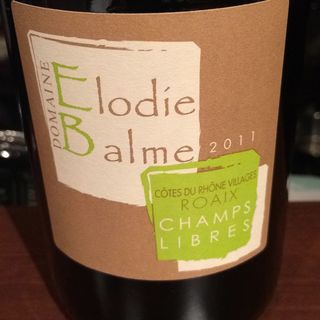 DOMAINE
Elodie
Balme
2011
CÔTES DU RHÔNE VILLAGES
ROAIX
CHAMPS
LIBRES